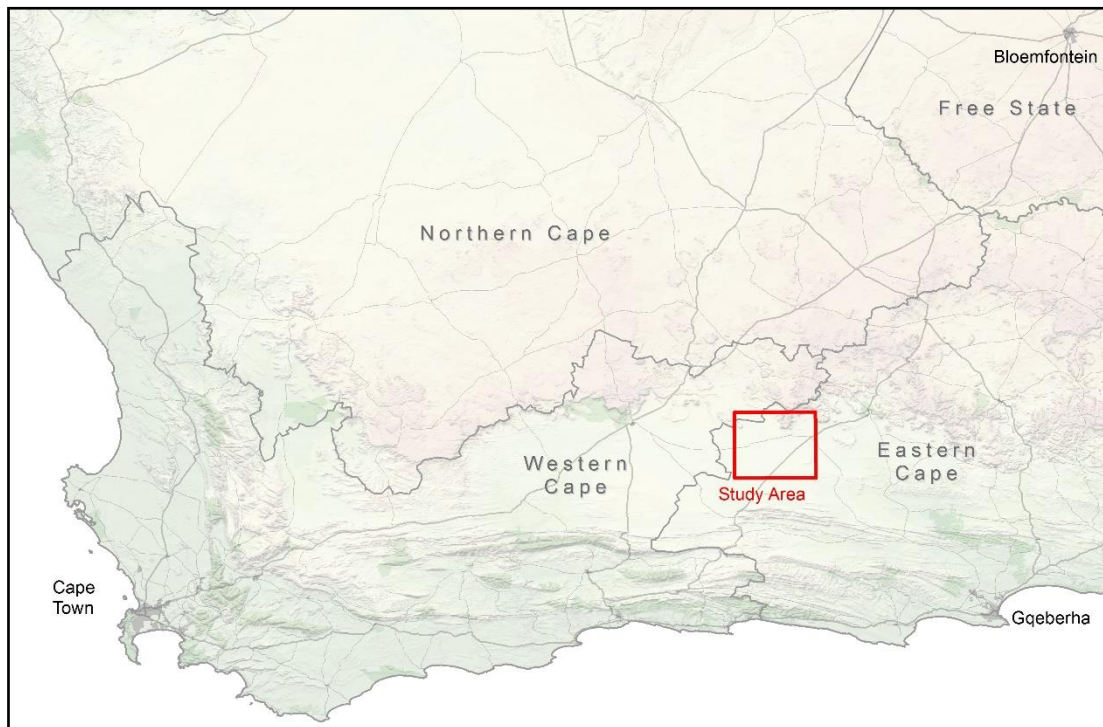 Bloemfontein
Free State
Northern Cape
Western
Cape
Eastern
Cape
Study Area
Cape
Town
Gqeberha